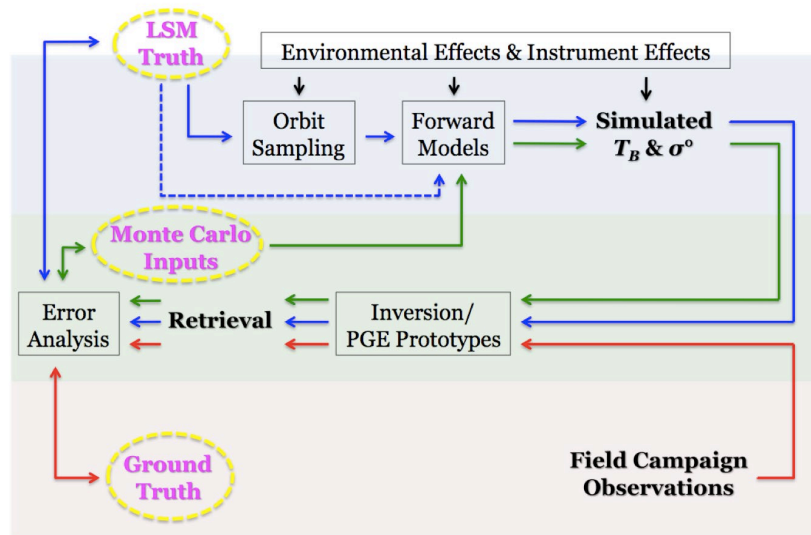 LSM
Truth
Environmental Effects & Instrument Effects
Orbit
Sampling
Forward
Models
Simulated
T_B & σ°
Monte Carlo
Inputs
Error
Analysis
Retrieval
Inversion/
PGE Prototypes
Ground
Truth
Field Campaign
Observations